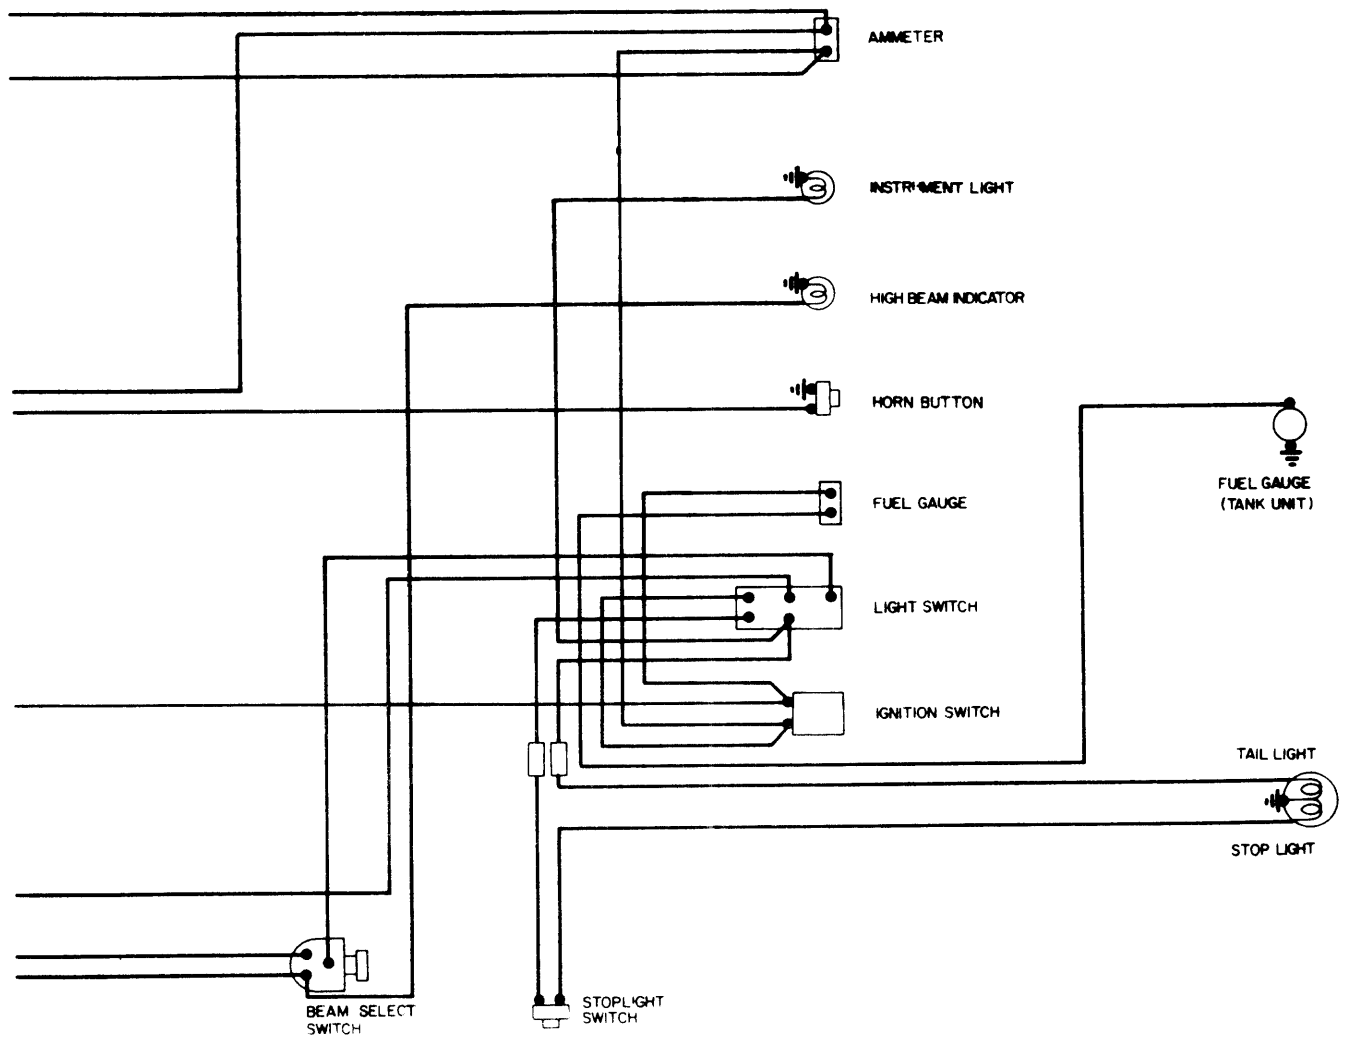 AMMETER
INSTRUMENT LIGHT
HIGH BEAM INDICATOR
HORN BUTTON
FUEL GAUGE
(TANK UNIT)
FUEL GAUGE
LIGHT SWITCH
IGNITION SWITCH
TAIL LIGHT
STOP LIGHT
BEAM SELECT
SWITCH
STOPLIGHT
SWITCH